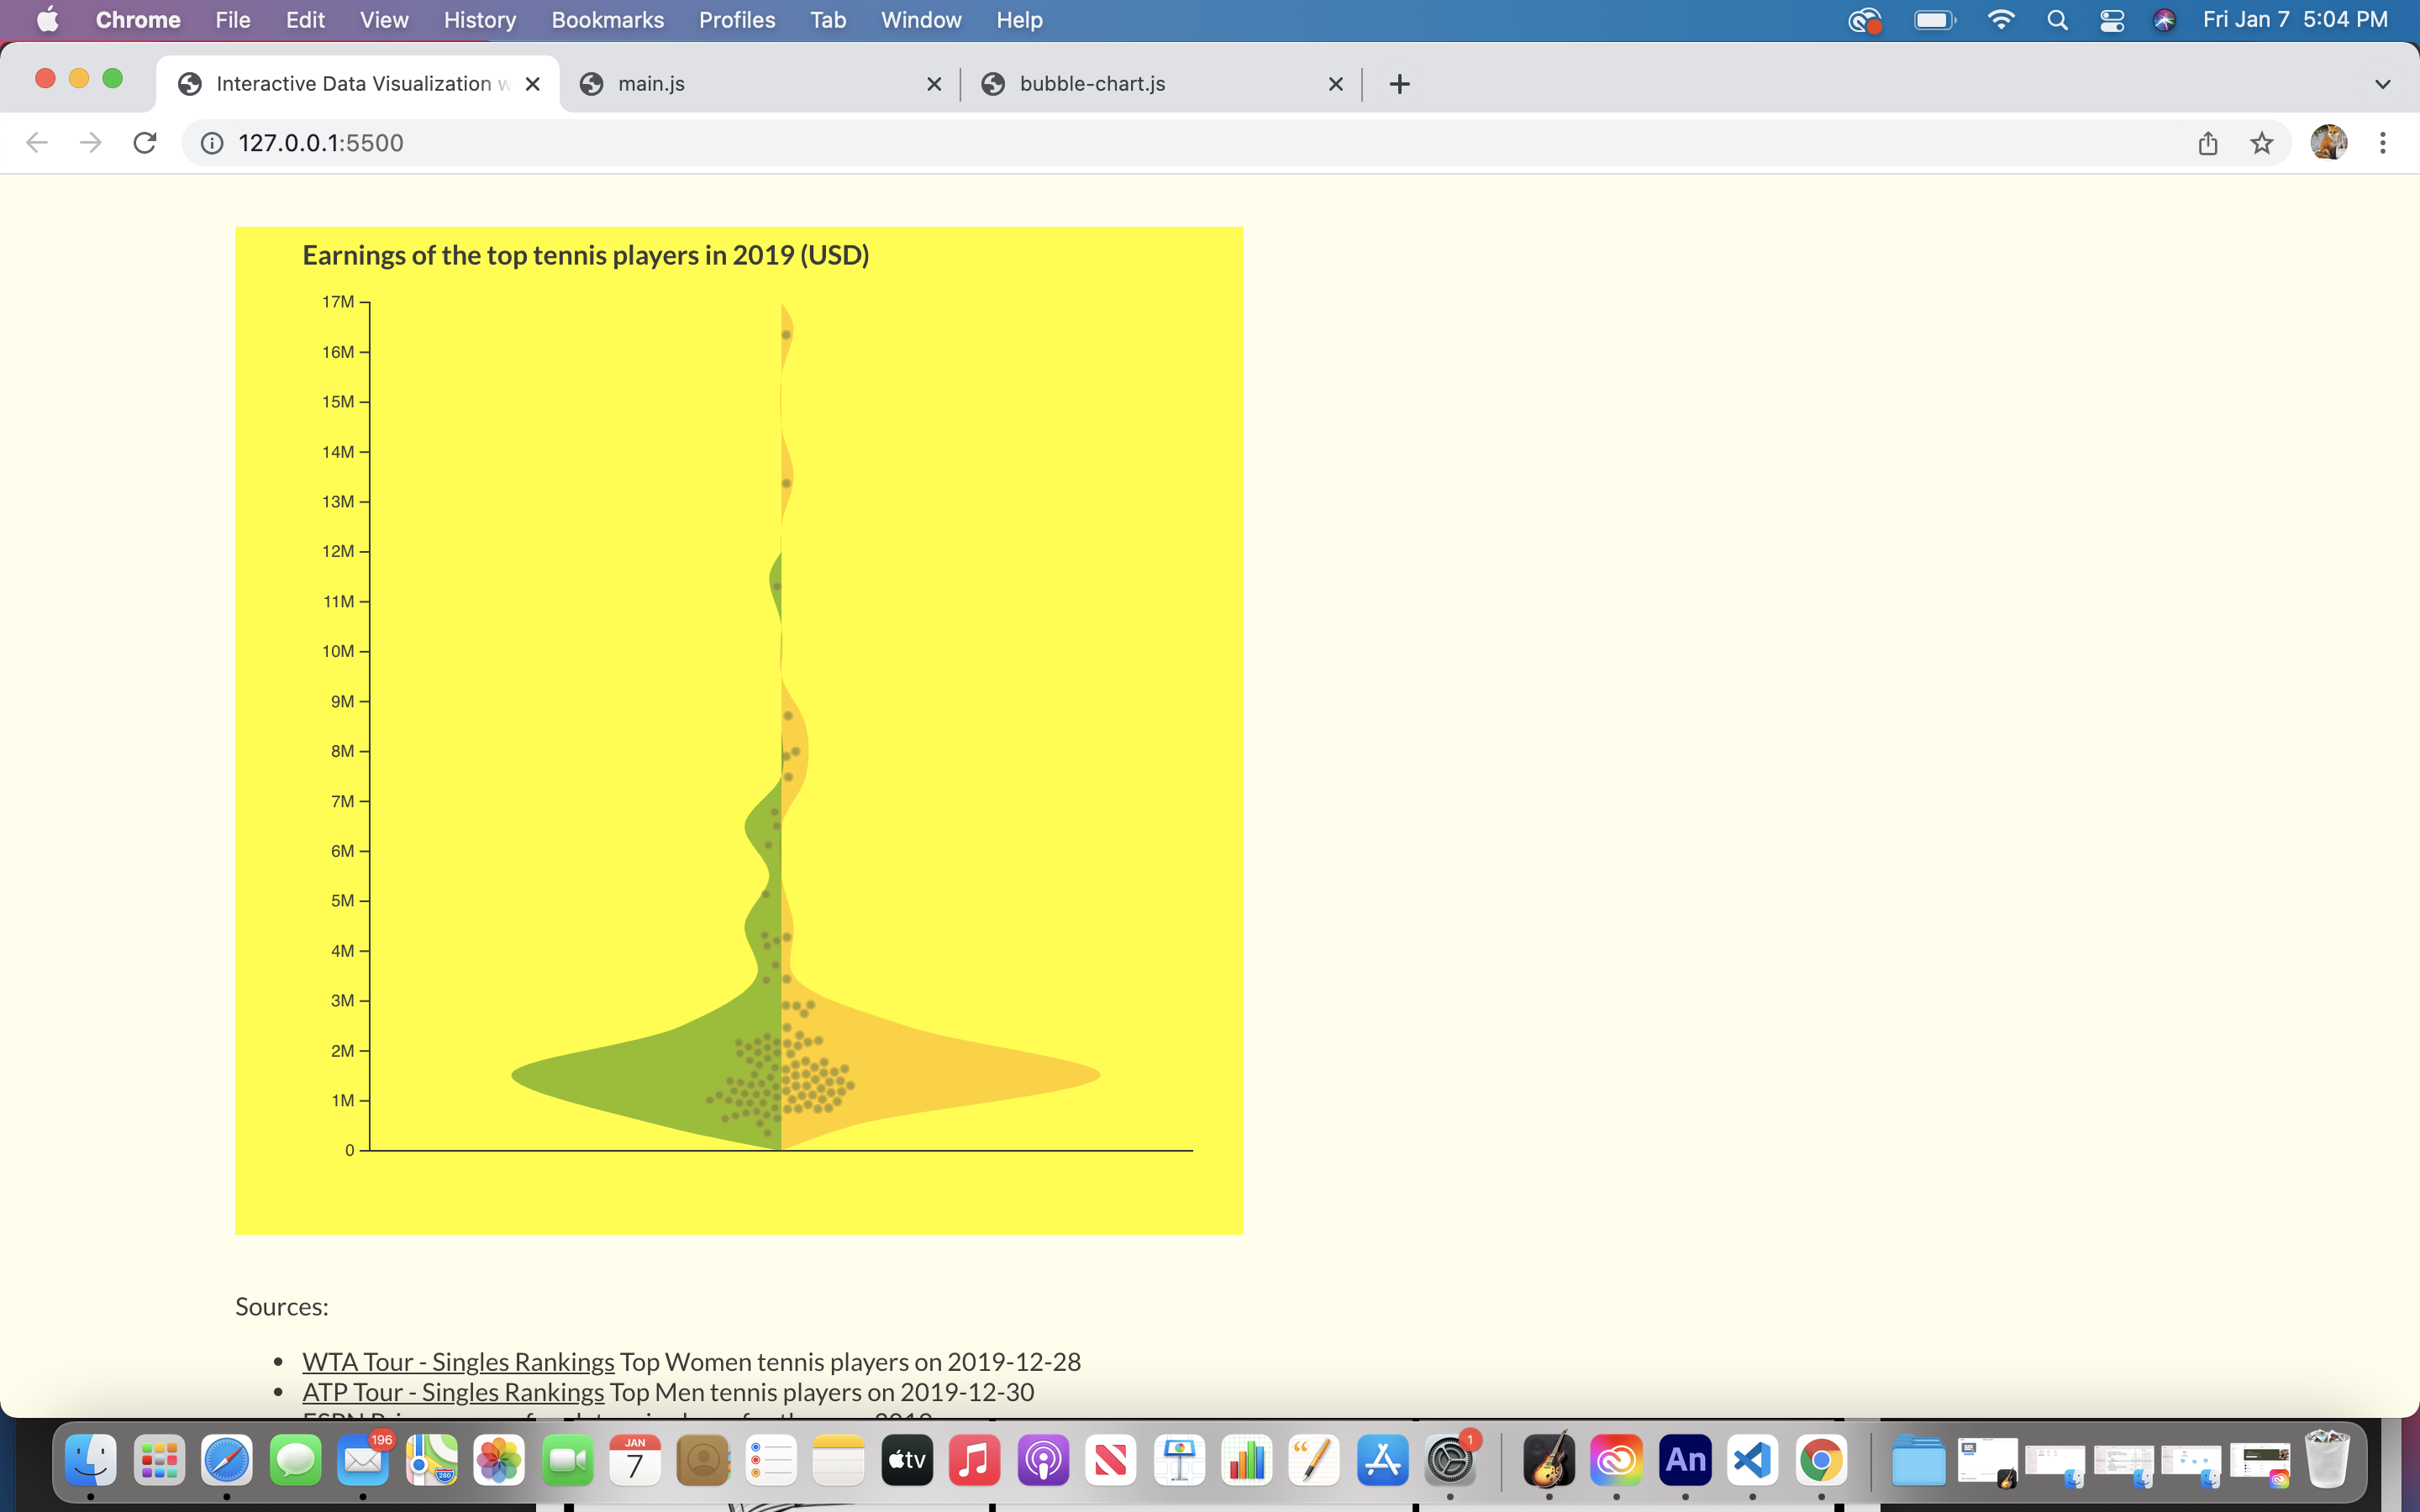 Chrome File Edit View History Bookmarks Profiles Tab Window Help Fri Jan 7 5:04 PM
Interactive Data Visualization w main.js bubble-chart.js
127.0.0.1:5500
Earnings of the top tennis players in 2019 (USD)
17M
16M
15M
14M
13M
12M
11M
10M
9M
8M
7M
6M
5M
4M
3M
2M
1M
0
Sources:
WTA Tour - Singles Rankings Top Women tennis players on 2019-12-28
ATP Tour - Singles Rankings Top Men tennis players on 2019-12-30
196 280 JAN 7 tv 1 An